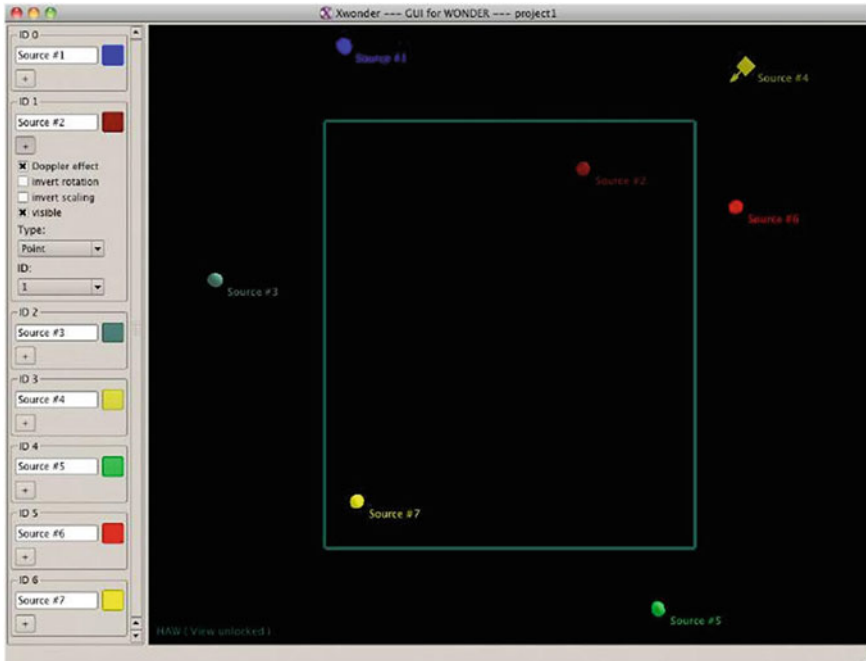 Xwonder --- GUI for WONDER --- project1
ID 0
Source #1
+
ID 1
Source #2
+
Doppler effect
invert rotation
invert scaling
visible
Type:
Point
ID:
1
ID 2
Source #3
+
ID 3
Source #4
+
ID 4
Source #5
+
ID 5
Source #6
+
ID 6
Source #7
+
Source #1
Source #4
Source #2
Source #6
Source #3
Source #7
Source #5
HAW ( View unlocked )